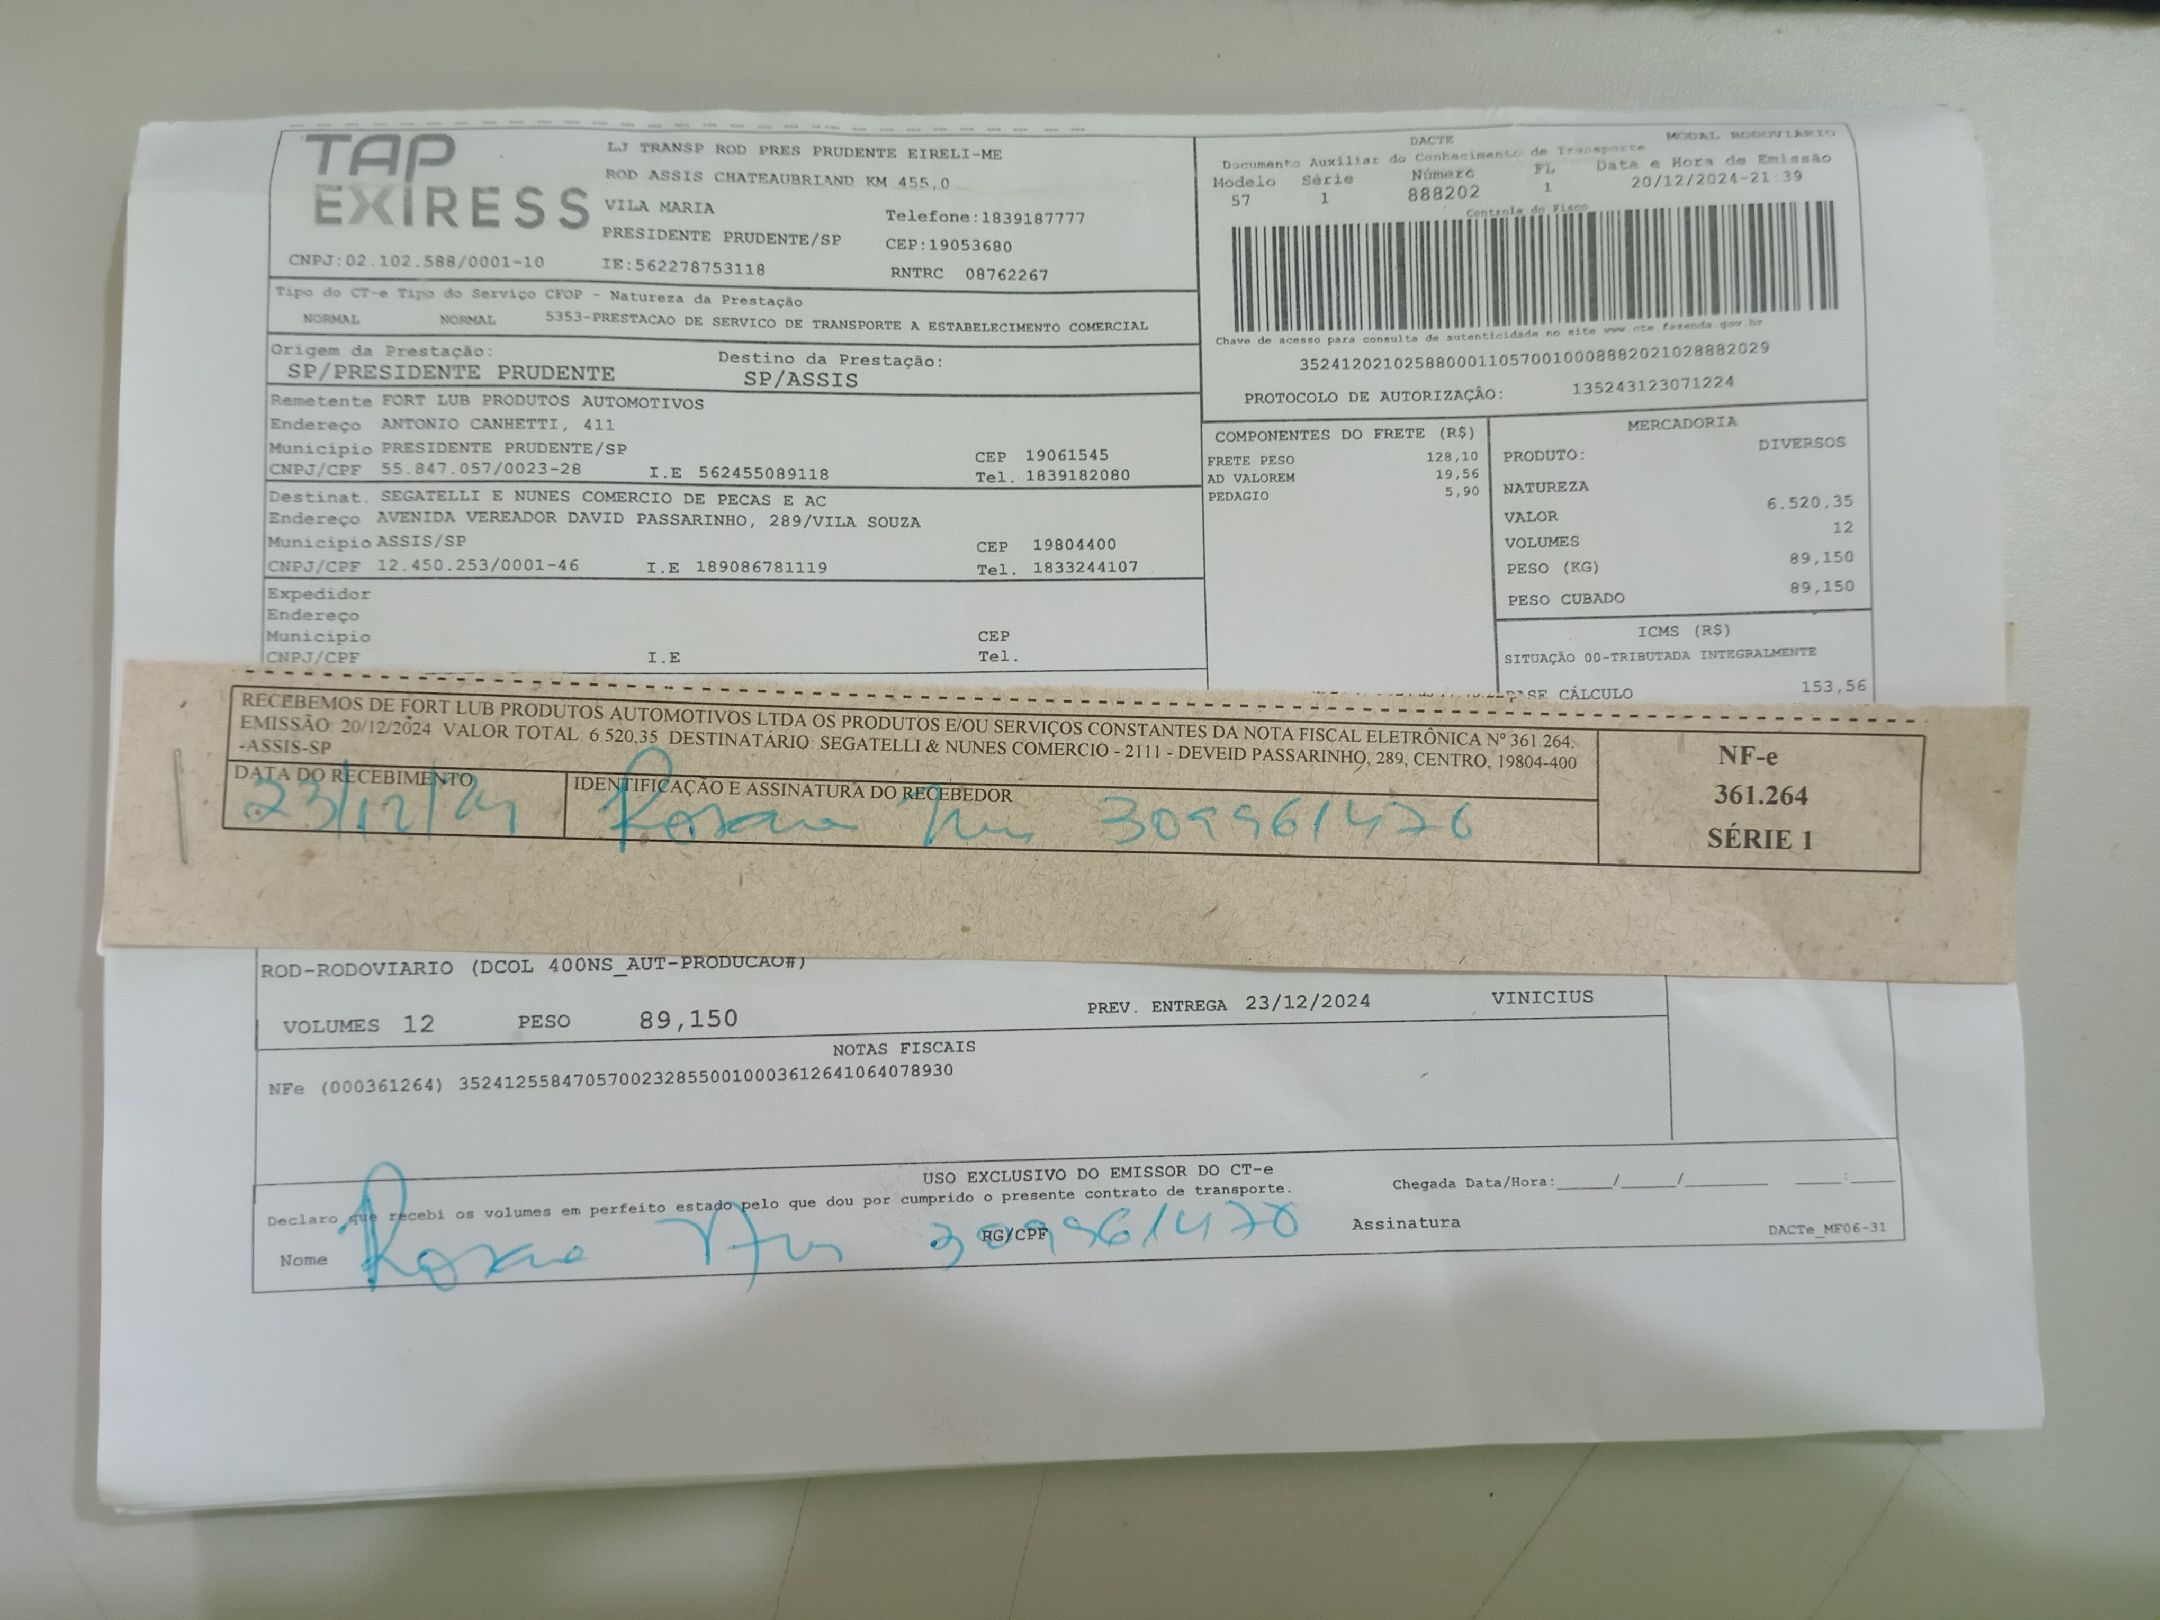 TAP
EXIRESS
LJ TRANSP ROD PRES PRUDENTE EIRELI-ME
ROD ASSIS CHATEAUBRIAND KM 455,0
VILA MARIA Telefone:1839187777
PRESIDENTE PRUDENTE/SP CEP:19053680
CNPJ:02.102.588/0001-10 IE:562278753118 RNTRC 08762267
DACTE MODAL RODOVIARIO
Documento Auxiliar do Conhecimento de Transporte
Modelo Série Número FL Data e Hora de Emissão
57 1 888202 1 20/12/2024-21:39
Controle do Fisco
Chave de acesso para consulta de autenticidade no site www.cte.fazenda.gov.br
35241202102588000110570010008882021028882029
PROTOCOLO DE AUTORIZAÇÃO: 135243123071224
Tipo do CT-e Tipo do Serviço CFOP - Natureza da Prestação
NORMAL NORMAL 5353-PRESTACAO DE SERVICO DE TRANSPORTE A ESTABELECIMENTO COMERCIAL
Origem da Prestação: Destino da Prestação:
SP/PRESIDENTE PRUDENTE SP/ASSIS
Remetente FORT LUB PRODUTOS AUTOMOTIVOS
Endereço ANTONIO CANHETTI, 411
Municipio PRESIDENTE PRUDENTE/SP CEP 19061545
CNPJ/CPF 55.847.057/0023-28 I.E 562455089118 Tel. 1839182080
Destinat. SEGATELLI E NUNES COMERCIO DE PECAS E AC
Endereço AVENIDA VEREADOR DAVID PASSARINHO, 289/VILA SOUZA
Municipio ASSIS/SP CEP 19804400
CNPJ/CPF 12.450.253/0001-46 I.E 189086781119 Tel. 1833244107
Expedidor
Endereço
Municipio CEP
CNPJ/CPF I.E Tel.
COMPONENTES DO FRETE (R$)
FRETE PESO 128,10
AD VALOREM 19,56
PEDAGIO 5,90
MERCADORIA
PRODUTO: DIVERSOS
NATUREZA
VALOR 6.520,35
VOLUMES 12
PESO (KG) 89,150
PESO CUBADO 89,150
ICMS (R$)
SITUAÇÃO 00-TRIBUTADA INTEGRALMENTE
BASE CÁLCULO 153,56
RECEBEMOS DE FORT LUB PRODUTOS AUTOMOTIVOS LTDA OS PRODUTOS E/OU SERVIÇOS CONSTANTES DA NOTA FISCAL ELETRÔNICA Nº 361.264.
EMISSÃO: 20/12/2024 VALOR TOTAL: 6.520,35 DESTINATÁRIO: SEGATELLI & NUNES COMERCIO - 2111 - DEVEID PASSARINHO, 289, CENTRO, 19804-400
-ASSIS-SP
DATA DO RECEBIMENTO IDENTIFICAÇÃO E ASSINATURA DO RECEBEDOR
23/12/24 309961476
NF-e
361.264
SÉRIE 1
ROD-RODOVIARIO (DCOL 400NS_AUT-PRODUCAO#)
VOLUMES 12 PESO 89,150 PREV. ENTREGA 23/12/2024 VINICIUS
NOTAS FISCAIS
NFe (000361264) 35241255847057002328550010003612641064078930
USO EXCLUSIVO DO EMISSOR DO CT-e
Declaro que recebi os volumes em perfeito estado pelo que dou por cumprido o presente contrato de transporte. Chegada Data/Hora:_____/_____/________ ____:____
Nome RG/CPF Assinatura DACTe_MF06-31